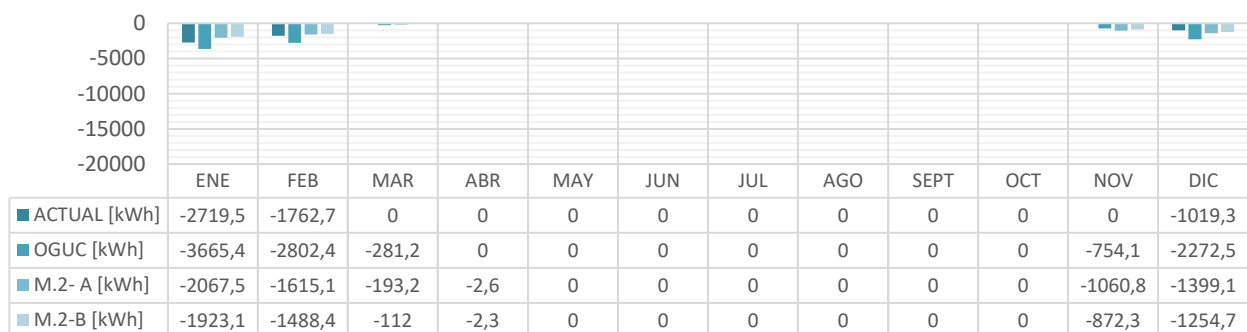 0
-5000
-10000
-15000
-20000
ENE FEB MAR ABR MAY JUN JUL AGO SEPT OCT NOV DIC
ACTUAL [kWh] -2719,5 -1762,7 0 0 0 0 0 0 0 0 0 -1019,3
OGUC [kWh] -3665,4 -2802,4 -281,2 0 0 0 0 0 0 0 -754,1 -2272,5
M.2- A [kWh] -2067,5 -1615,1 -193,2 -2,6 0 0 0 0 0 0 -1060,8 -1399,1
M.2-B [kWh] -1923,1 -1488,4 -112 -2,3 0 0 0 0 0 0 -872,3 -1254,7